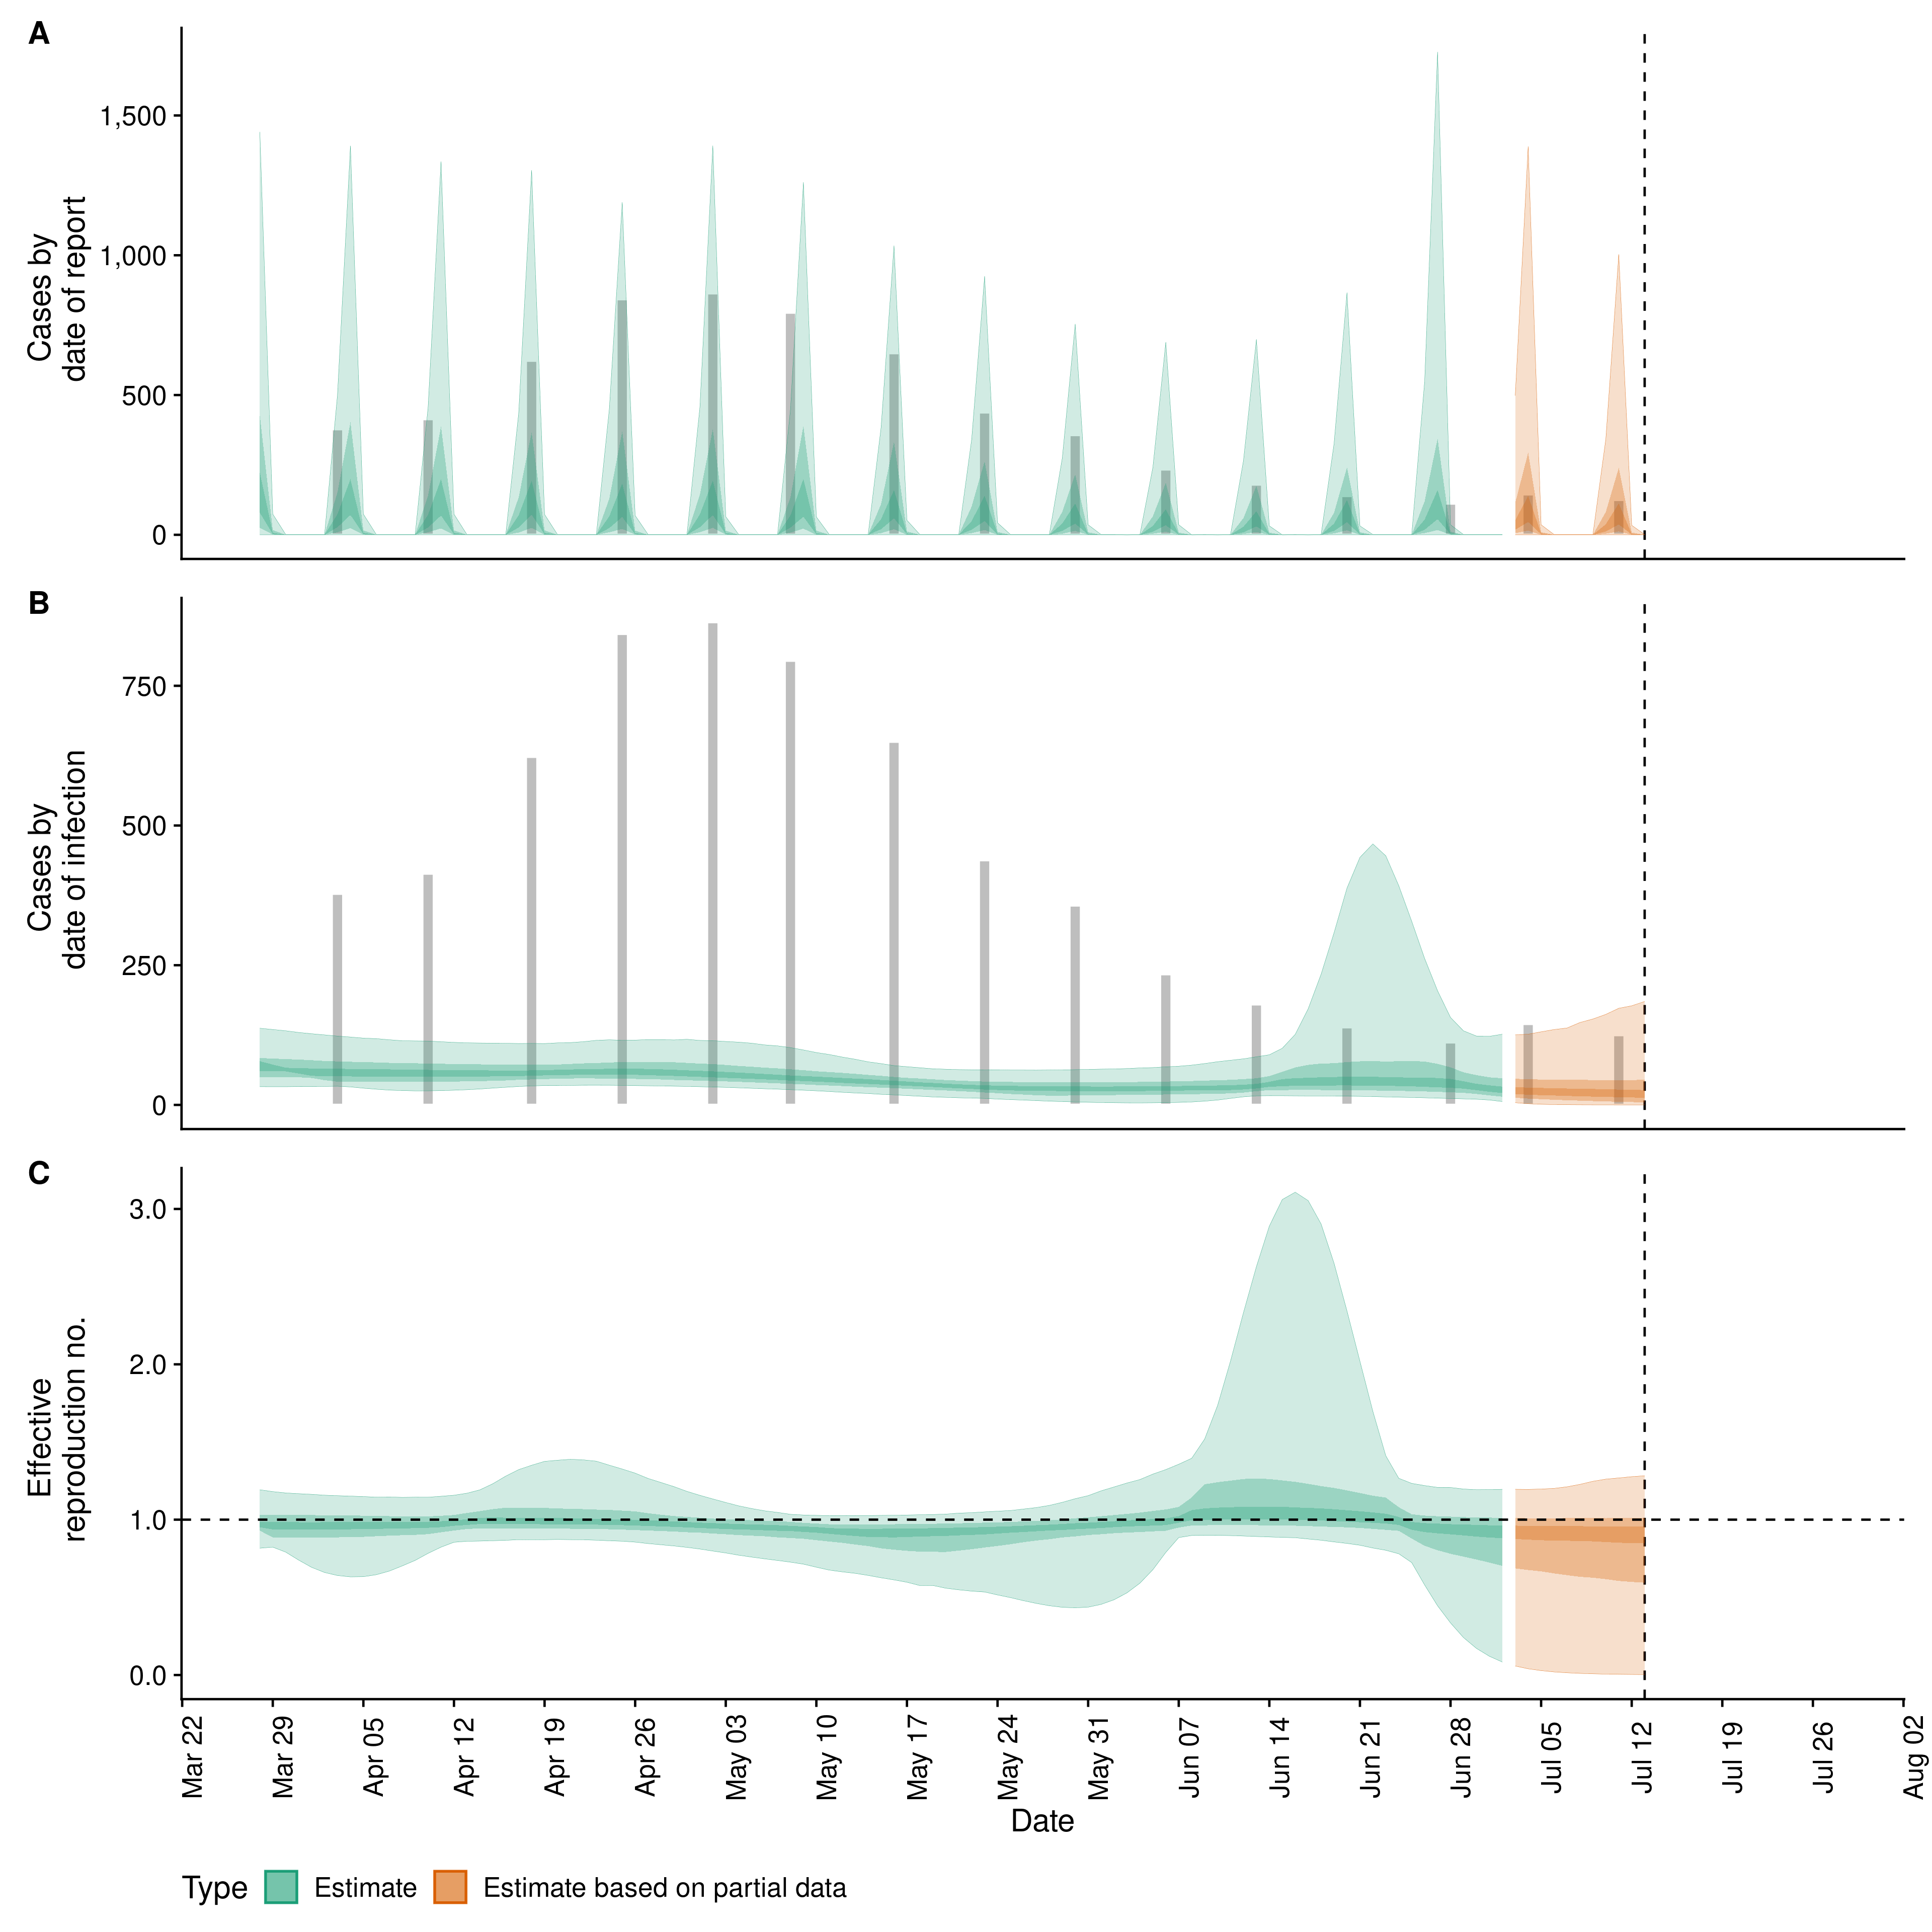 A
Cases by
date of report
1,500
1,000
500
0
B
Cases by
date of infection
750
500
250
0
C
Effective
reproduction no.
3.0
2.0
1.0
0.0
Mar 22
Mar 29
Apr 05
Apr 12
Apr 19
Apr 26
May 03
May 10
May 17
May 24
May 31
Jun 07
Jun 14
Jun 21
Jun 28
Jul 05
Jul 12
Jul 19
Jul 26
Aug 02
Date
Type Estimate Estimate based on partial data